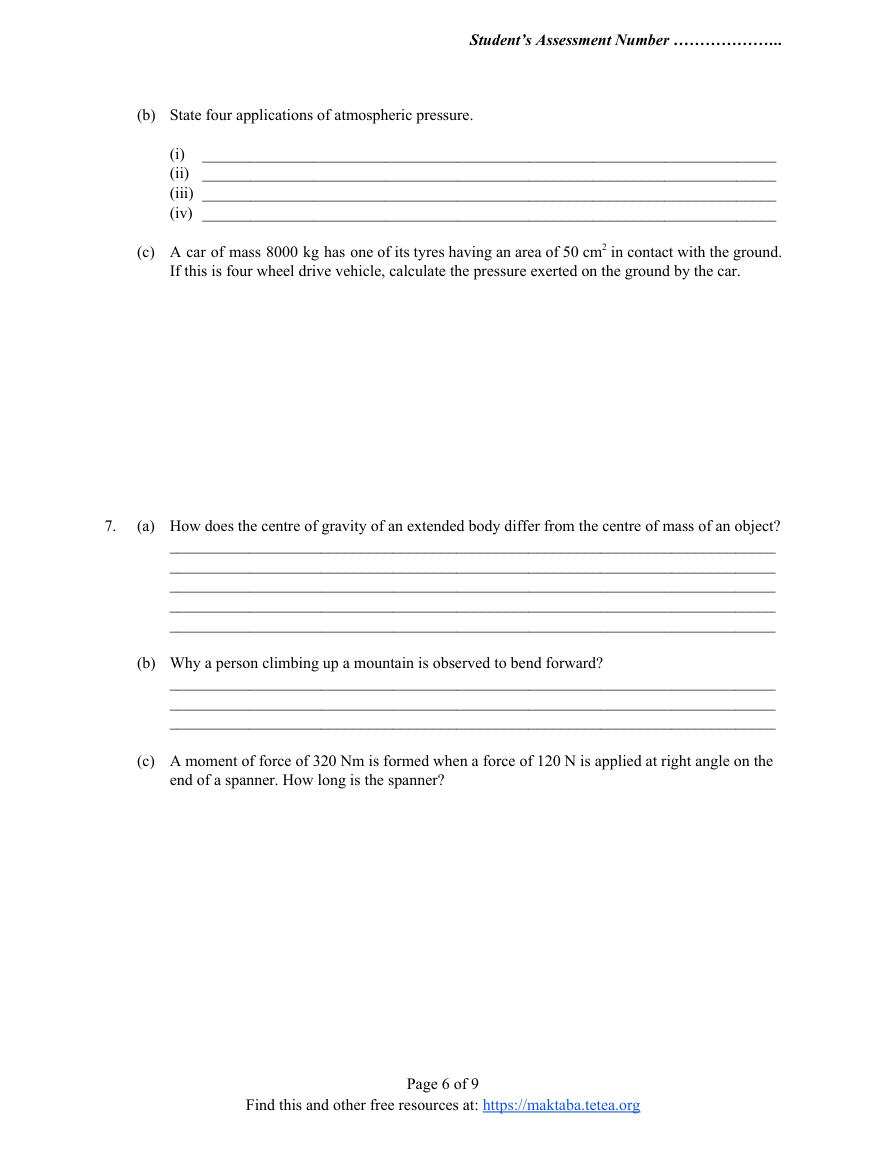 Student’s Assessment Number ………………...
(b) State four applications of atmospheric pressure.
(i) ______________________________
(ii) ______________________________
(iii) ______________________________
(iv) ______________________________
(c) A car of mass 8000 kg has one of its tyres having an area of 50 cm² in contact with the ground.
If this is four wheel drive vehicle, calculate the pressure exerted on the ground by the car.
7. (a) How does the centre of gravity of an extended body differ from the centre of mass of an object?
(b) Why a person climbing up a mountain is observed to bend forward?
(c) A moment of force of 320 Nm is formed when a force of 120 N is applied at right angle on the
end of a spanner. How long is the spanner?
Page 6 of 9
Find this and other free resources at: https://maktaba.tetea.org